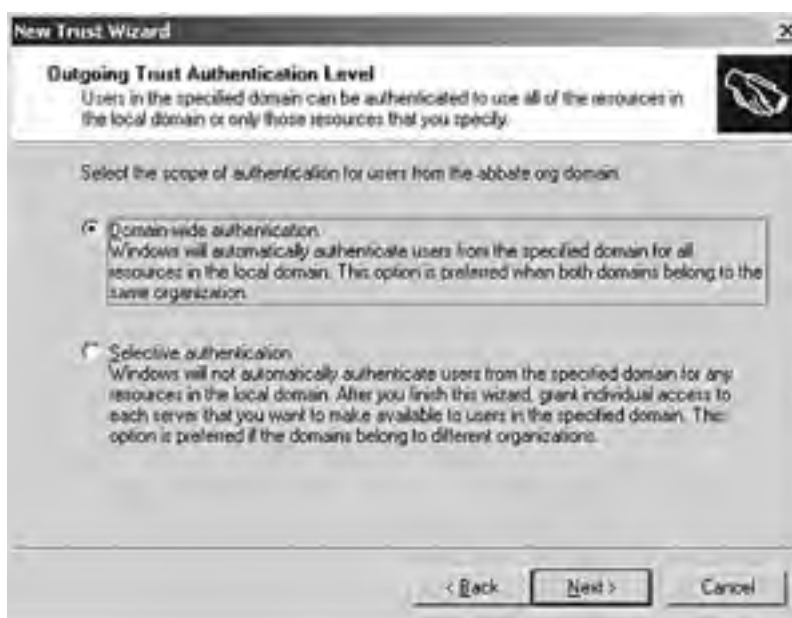 New Trust Wizard
Outgoing Trust Authentication Level
Users in the specified domain can be authenticated to use all of the resources in
the local domain or only those resources that you specify.
Select the scope of authentication for users from the abbate.org domain.
Domain-wide authentication
Windows will automatically authenticate users from the specified domain for all
resources in the local domain. This option is preferred when both domains belong to the
same organization.
Selective authentication
Windows will not automatically authenticate users from the specified domain for any
resources in the local domain. After you finish this wizard, grant individual access to
each server that you want to make available to users in the specified domain. This
option is preferred if the domains belong to different organizations.
< Back Next > Cancel